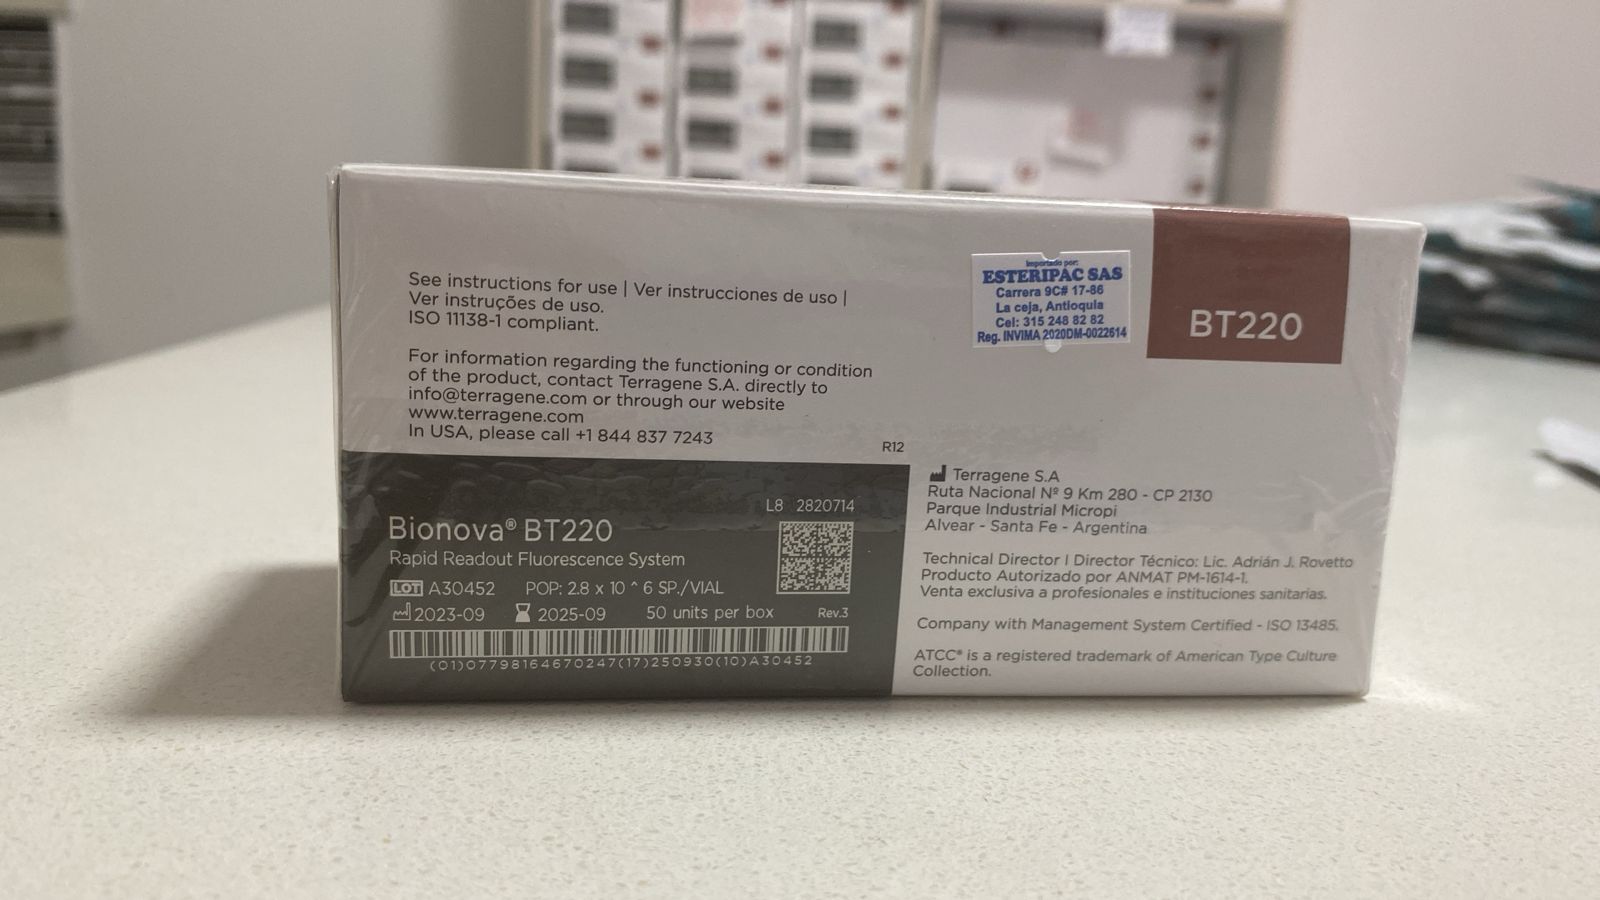 See instructions for use | Ver instrucciones de uso |
Ver instruções de uso.
ISO 11138-1 compliant.
For information regarding the functioning or condition
of the product, contact Terragene S.A. directly to
info@terragene.com or through our website
www.terragene.com
In USA, please call +1 844 837 7243
R12
Importado por:
ESTERIPAC SAS
Carrera 9C# 17-86
La ceja, Antioquia
Cel: 315 248 82 82
Reg. INVIMA 2020DM-0022614
BT220
L8 2820714
Bionova® BT220
Rapid Readout Fluorescence System
LOT A30452 POP: 2.8 x 10 ^ 6 SP./VIAL
2023-09 2025-09 50 units per box Rev.3
(01)07798164670247(17)250930(10)A30452
Terragene S.A
Ruta Nacional Nº 9 Km 280 - CP 2130
Parque Industrial Micropi
Alvear - Santa Fe - Argentina
Technical Director | Director Técnico: Lic. Adrián J. Rovetto
Producto Autorizado por ANMAT PM-1614-1.
Venta exclusiva a profesionales e instituciones sanitarias.
Company with Management System Certified - ISO 13485.
ATCC® is a registered trademark of American Type Culture
Collection.